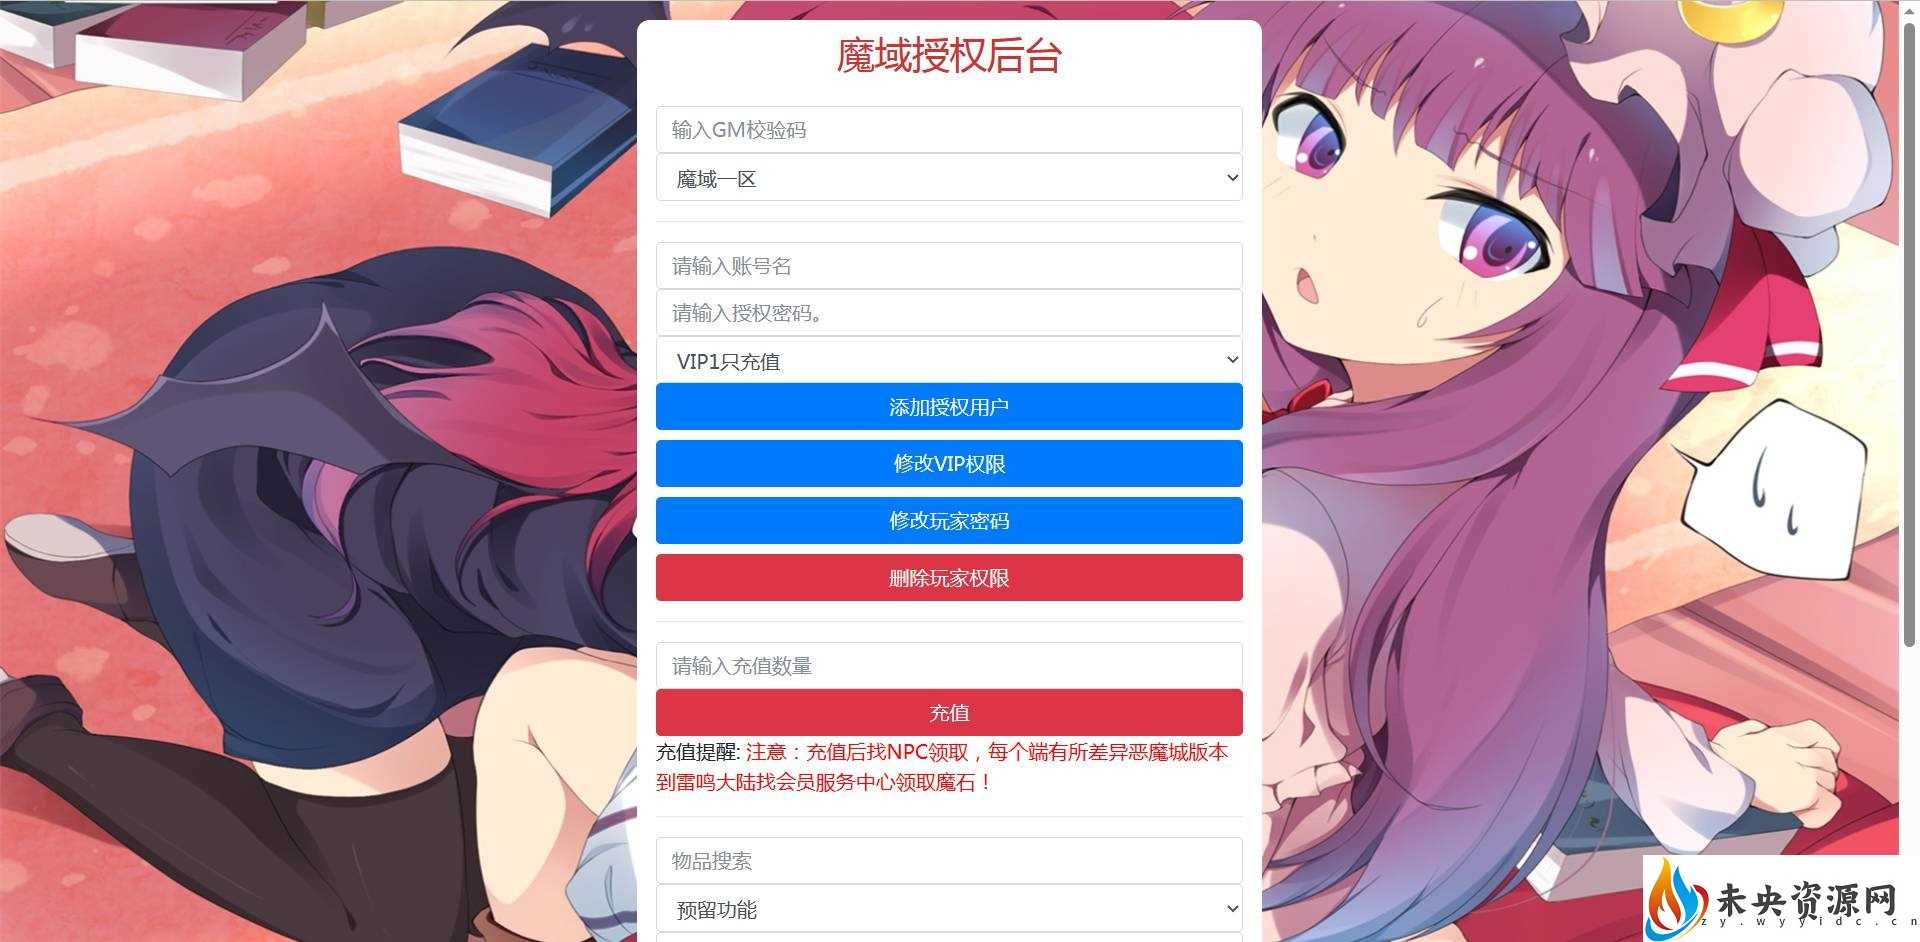 魔域授权后台
输入GM校验码
魔域一区
请输入账号名
请输入授权密码。
VIP1只充值
添加授权用户
修改VIP权限
修改玩家密码
删除玩家权限
请输入充值数量
充值
充值提醒: 注意：充值后找NPC领取，每个端有所差异恶魔城版本
到雷鸣大陆找会员服务中心领取魔石！
物品搜索
预留功能
未央资源网
zy.wyyidc.cn